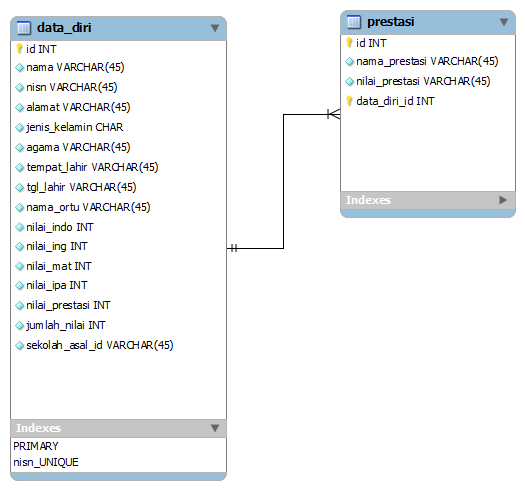 data_diri
id INT
nama VARCHAR(45)
nisn VARCHAR(45)
alamat VARCHAR(45)
jenis_kelamin CHAR
agama VARCHAR(45)
tempat_lahir VARCHAR(45)
tgl_lahir VARCHAR(45)
nama_ortu VARCHAR(45)
nilai_indo INT
nilai_ing INT
nilai_mat INT
nilai_ipa INT
nilai_prestasi INT
jumlah_nilai INT
sekolah_asal_id VARCHAR(45)
Indexes
PRIMARY
nisn_UNIQUE
prestasi
id INT
nama_prestasi VARCHAR(45)
nilai_prestasi VARCHAR(45)
data_diri_id INT
Indexes